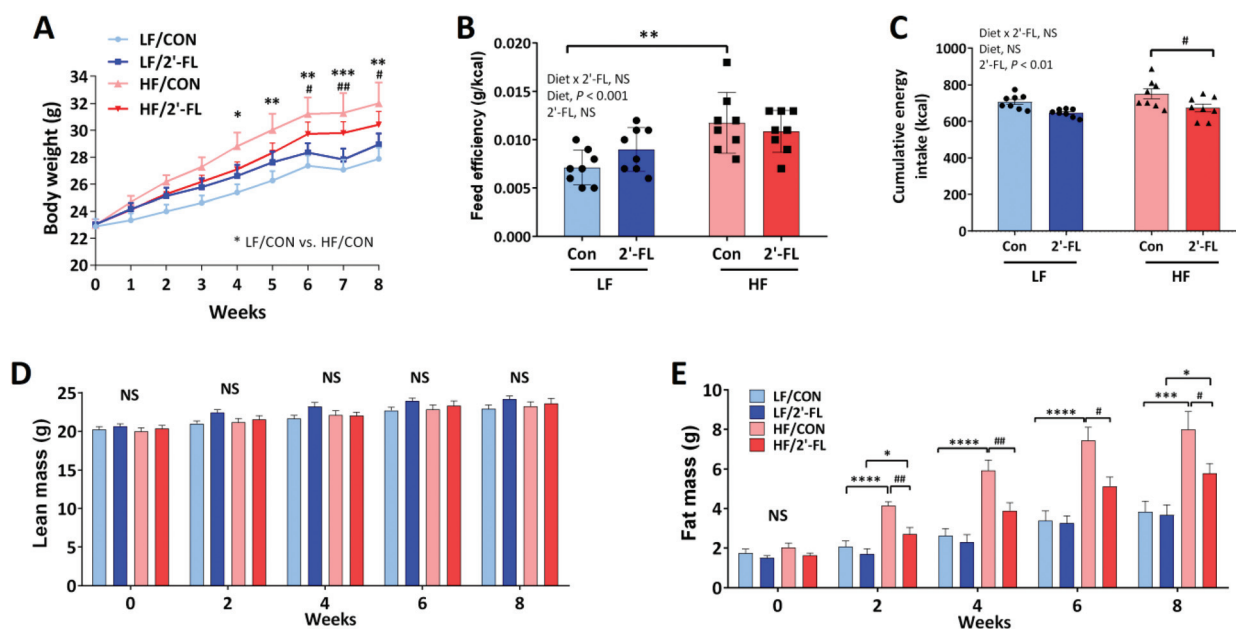 A
LF/CON
LF/2'-FL
HF/CON
HF/2'-FL
Body weight (g)
34
32
30
28
26
24
22
20
*
**
**
#
***
##
**
#
* LF/CON vs. HF/CON
0 1 2 3 4 5 6 7 8
Weeks
B
Feed efficiency (g/kcal)
0.020
0.015
0.010
0.005
0.000
**
Diet x 2'-FL, NS
Diet, P < 0.001
2'-FL, NS
Con 2'-FL Con 2'-FL
LF HF
C
Cumulative energy
intake (kcal)
1000
800
600
400
200
0
Diet x 2'-FL, NS
Diet, NS
2'-FL, P < 0.01
#
Con 2'-FL Con 2'-FL
LF HF
D
Lean mass (g)
25
20
15
10
5
0
NS NS NS NS NS
0 2 4 6 8
Weeks
E
LF/CON
LF/2'-FL
HF/CON
HF/2'-FL
Fat mass (g)
10
8
6
4
2
0
NS
*
**** ##
**** ##
**** #
*
*** #
0 2 4 6 8
Weeks